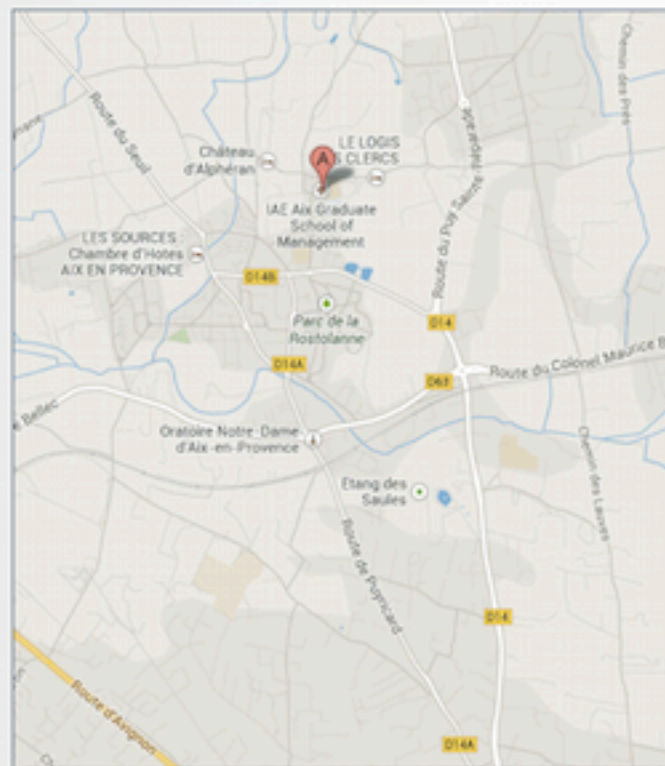 Chemin des Prés
Route du Seuil
Château
d'Alphéran
LE LOGIS
S CLERCS
A
IAE Aix Graduate
School of
Management
Route du Puy Sainte Réparade
LES SOURCES :
Chambre d'Hotes
AIX EN PROVENCE
D14B
Parc de la
Rostolanne
D14
D14A
D63
Route du Colonel Maurice B
e Bellec
Oratoire Notre-Dame
d'Aix-en-Provence
Chemin des Lauves
Etang des
Saules
Route de Puyricard
D14
Route d'Avignon
D14A